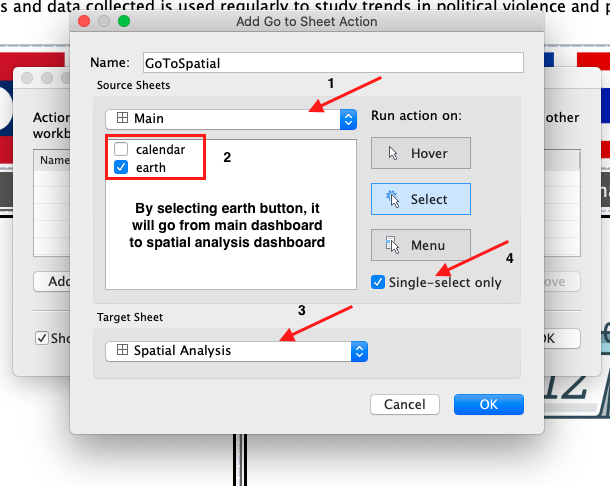 s and data collected is used regularly to study trends in political violence and p
Add Go to Sheet Action
Name: GoToSpatial
Source Sheets
1
Main
Run action on:
Action
other
workb
Name
calendar
earth
2
Hover
By selecting earth button, it
will go from main dashboard
to spatial analysis dashboard
Select
Menu
4
Single-select only
Add
ove
3
Target Sheet
Spatial Analysis
Sho
OK
Cancel
OK